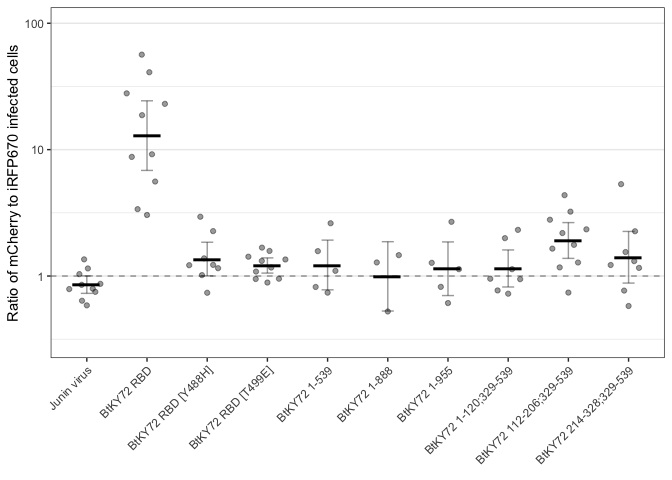 Ratio of mCherry to iRFP670 infected cells
100
10
1
Junin virus
BtKY72 RBD
BtKY72 RBD [Y488H]
BtKY72 RBD [T499E]
BtKY72 1-539
BtKY72 1-888
BtKY72 1-955
BtKY72 1-120;329-539
BtKY72 112-206;329-539
BtKY72 214-328;329-539